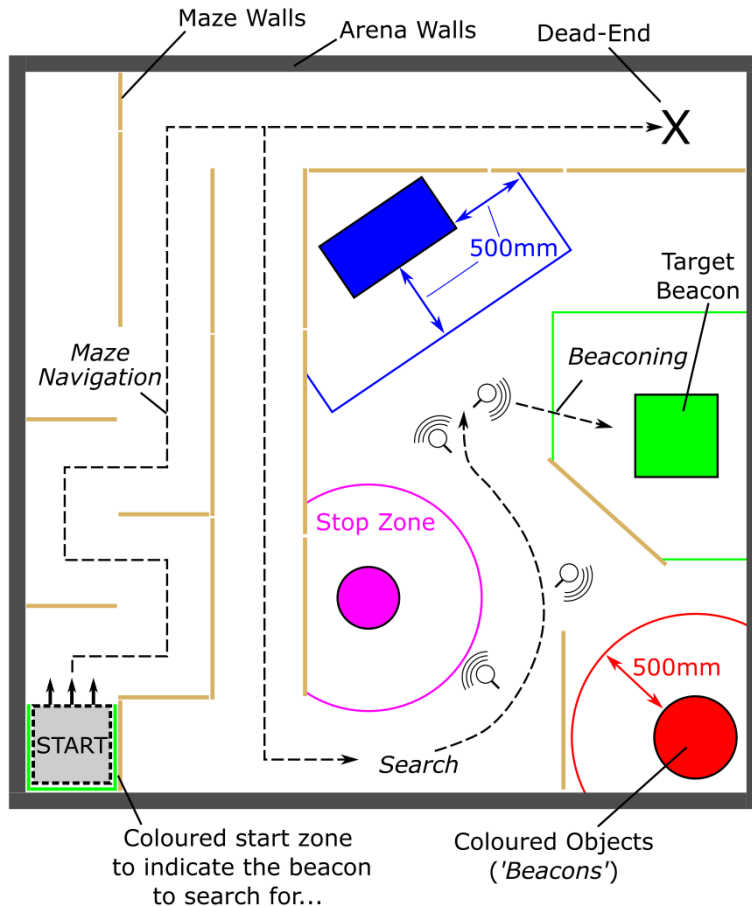 Maze Walls
Arena Walls
Dead-End
X
500mm
Target
Beacon
Maze
Navigation
Beaconing
Stop Zone
500mm
START
Search
Coloured start zone
to indicate the beacon
to search for...
Coloured Objects
('Beacons')